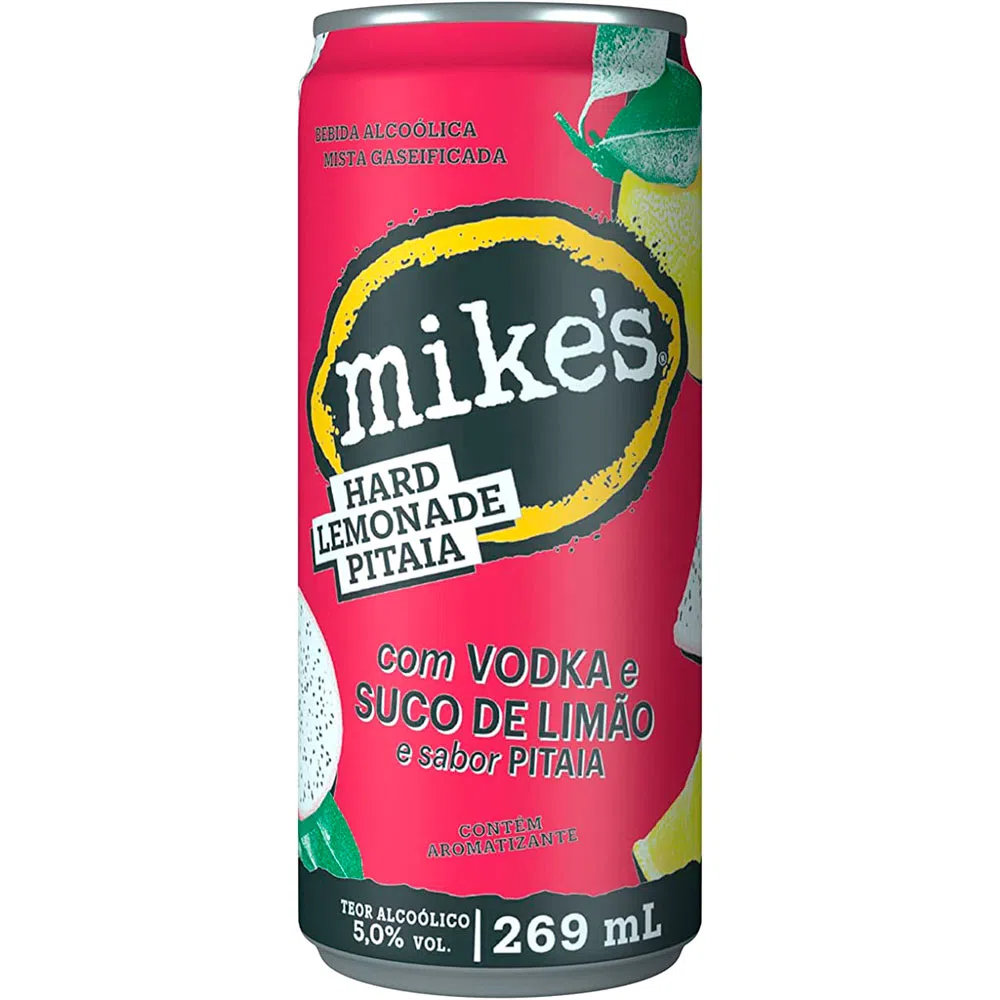 BEBIDA ALCOÓLICA
MISTA GASEIFICADA
mike's®
HARD
LEMONADE
PITAIA
com VODKA e
SUCO DE LIMÃO
e sabor PITAIA
CONTÉM
AROMATIZANTE
TEOR ALCOÓLICO
5,0% VOL.
269 mL